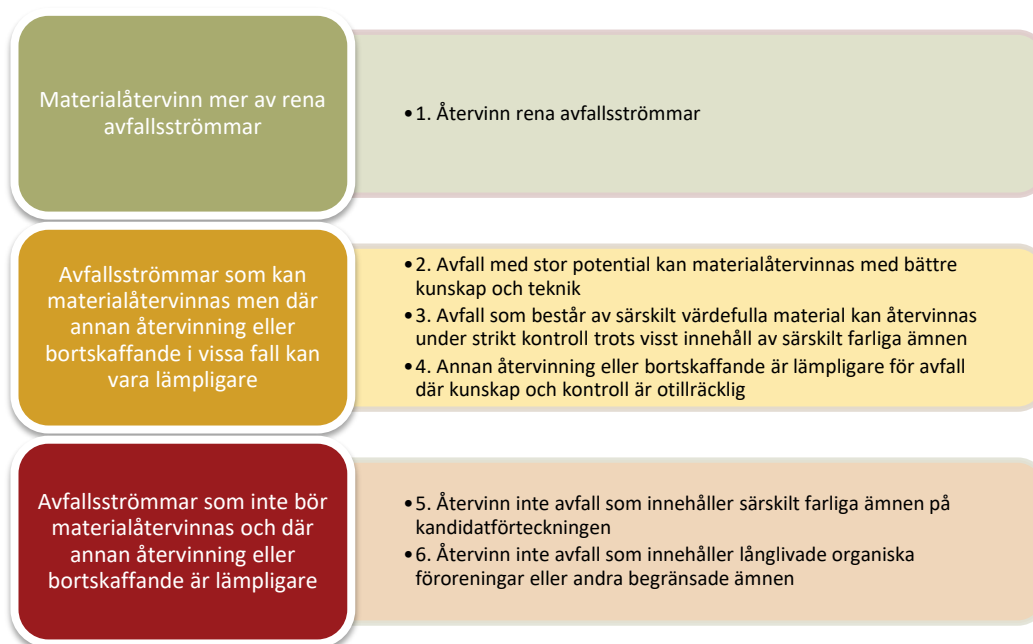 Materialåtervinn mer av rena
avfallsströmmar
•1. Återvinn rena avfallsströmmar
Avfallsströmmar som kan
materialåtervinnas men där
annan återvinning eller
bortskaffande i vissa fall kan
vara lämpligare
•2. Avfall med stor potential kan materialåtervinnas med bättre
kunskap och teknik
•3. Avfall som består av särskilt värdefulla material kan återvinnas
under strikt kontroll trots visst innehåll av särskilt farliga ämnen
•4. Annan återvinning eller bortskaffande är lämpligare för avfall
där kunskap och kontroll är otillräcklig
Avfallsströmmar som inte bör
materialåtervinnas och där
annan återvinning eller
bortskaffande är lämpligare
•5. Återvinn inte avfall som innehåller särskilt farliga ämnen på
kandidatförteckningen
•6. Återvinn inte avfall som innehåller långlivade organiska
föroreningar eller andra begränsade ämnen